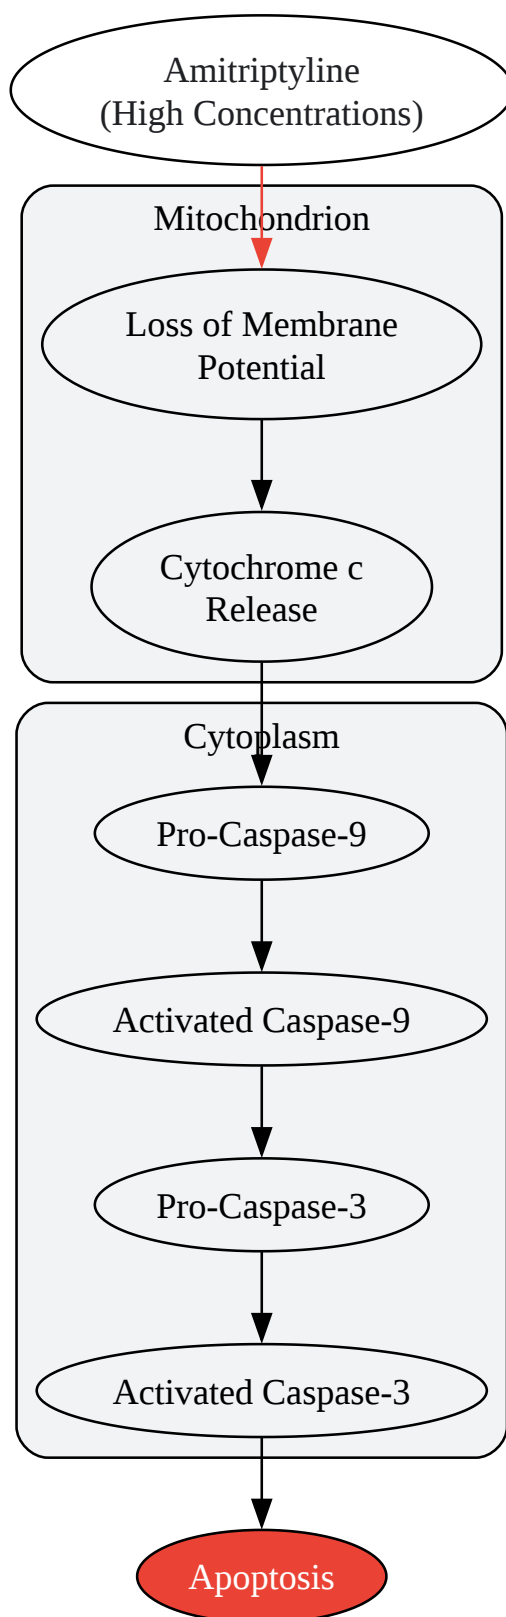 Amitriptyline
(High Concentrations)
Mitochondrion
Loss of Membrane
Potential
Cytochrome c
Release
Cytoplasm
Pro-Caspase-9
Activated Caspase-9
Pro-Caspase-3
Activated Caspase-3
Apoptosis